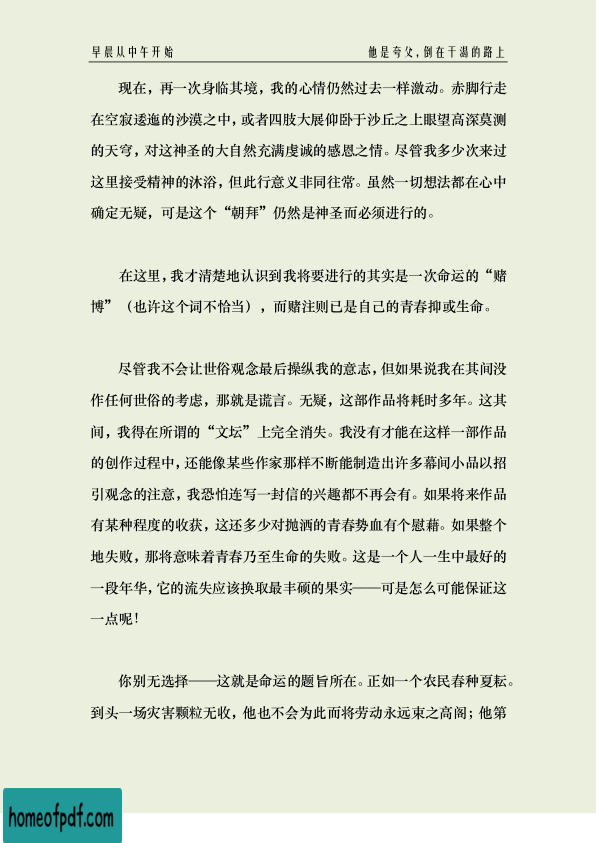 早晨从中午开始
他是夸父，倒在干渴的路上
现在，再一次身临其境，我的心情仍然过去一样激动。赤脚行走
在空寂逶迤的沙漠之中，或者四肢大展仰卧于沙丘之上眼望高深莫测
的天穹，对这神圣的大自然充满虔诚的感恩之情。尽管我多少次来过
这里接受精神的沐浴，但此行意义非同往常。虽然一切想法都在心中
确定无疑，可是这个“朝拜”仍然是神圣而必须进行的。
在这里，我才清楚地认识到我将要进行的其实是一次命运的“赌
博”（也许这个词不恰当），而赌注则已是自己的青春抑或生命。
尽管我不会让世俗观念最后操纵我的意志，但如果说我在其间没
作任何世俗的考虑，那就是谎言。无疑，这部作品将耗时多年。这其
间，我得在所谓的“文坛”上完全消失。我没有才能在这样一部作品
的创作过程中，还能像某些作家那样不断能制造出许多幕间小品以招
引观念的注意，我恐怕连写一封信的兴趣都不再会有。如果将来作品
有某种程度的收获，这还多少对抛洒的青春势血有个慰藉。如果整个
地失败，那将意味着青春乃至生命的失败。这是一个人一生中最好的
一段年华，它的流失应该换取最丰硕的果实——可是怎么可能保证这
一点呢！
你别无选择——这就是命运的题旨所在。正如一个农民春种夏耘。
到头一场灾害颗粒无收，他也不会为此而将劳动永远束之高阁；他第
homeofpdf.com